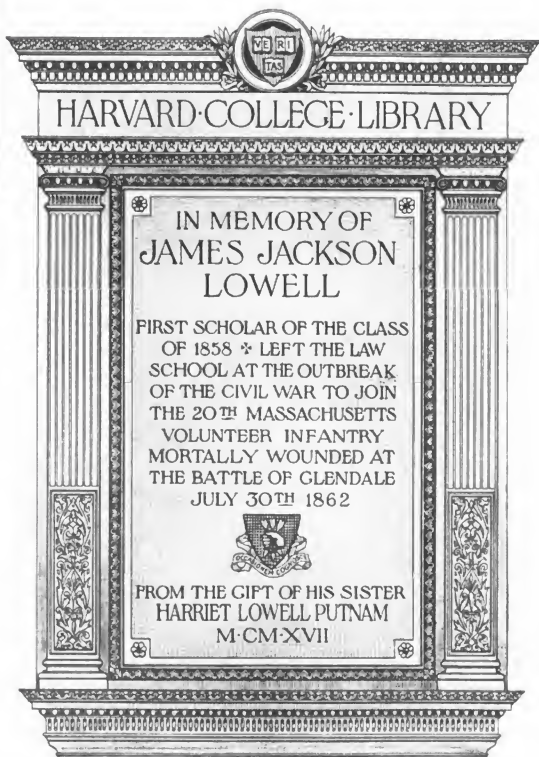 VE RI
TAS
HARVARD·COLLEGE·LIBRARY
IN MEMORY OF
JAMES JACKSON
LOWELL
FIRST SCHOLAR OF THE CLASS
OF 1858 ✣ LEFT THE LAW
SCHOOL AT THE OUTBREAK
OF THE CIVIL WAR TO JOIN
THE 20TH MASSACHUSETTS
VOLUNTEER INFANTRY
MORTALLY WOUNDED AT
THE BATTLE OF GLENDALE
JULY 30TH 1862
FROM THE GIFT OF HIS SISTER
HARRIET LOWELL PUTNAM
M·CM·XVII